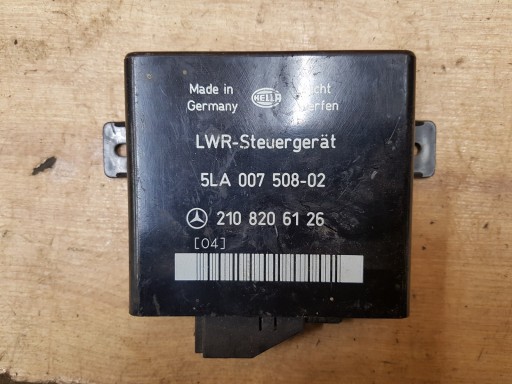 Made in HELLA
Germany
LWR-Steuergerät
5LA 007 508-02
210 820 61 26
[04]